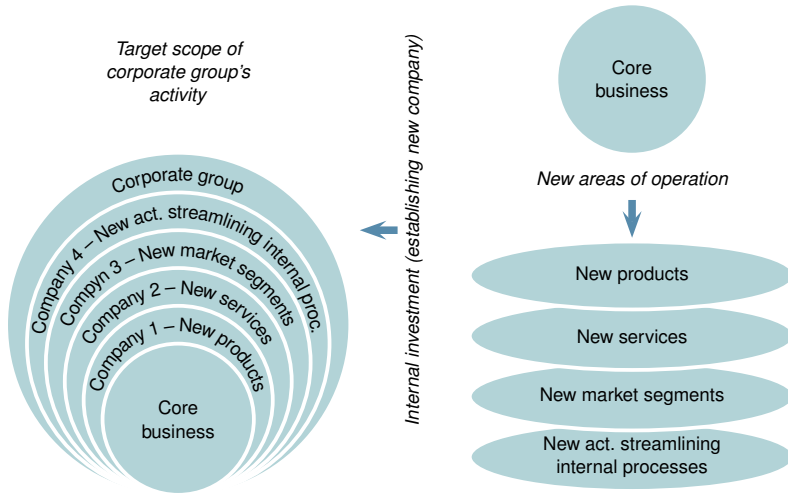 Target scope of
corporate group's
activity
Corporate group
Company 4 – New act. streamlining internal proc.
Compyn 3 – New market segments
Company 2 – New services
Company 1 – New products
Core
business
Internal investment (establishing new company)
Core
business
New areas of operation
New products
New services
New market segments
New act. streamlining
internal processes